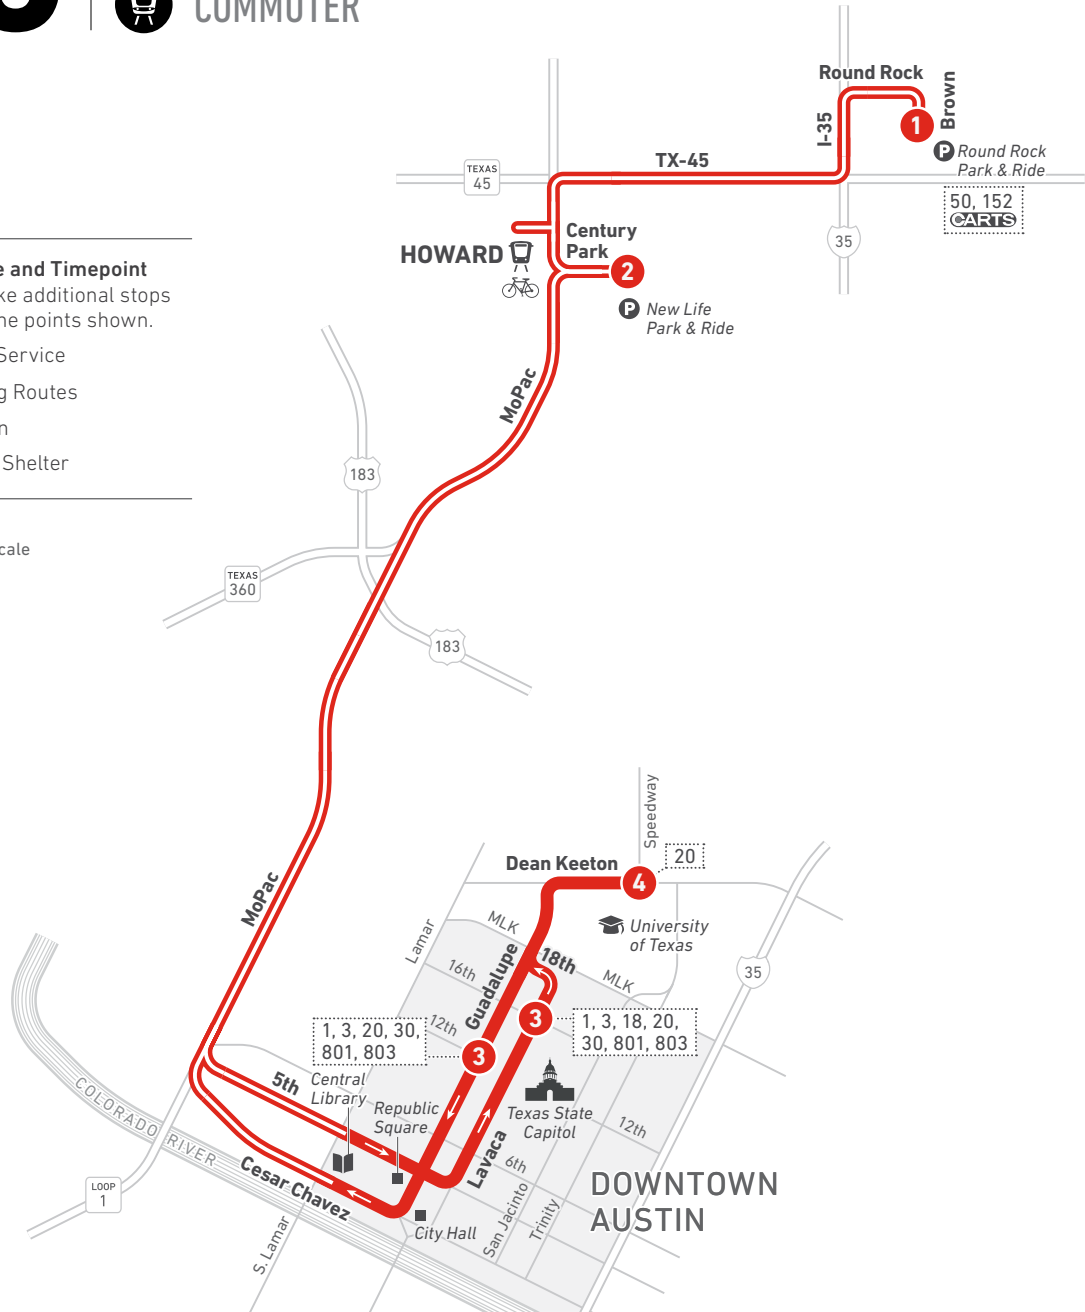 COMMUTER
Round Rock
Brown
I-35
1
P Round Rock
Park & Ride
50, 152
CARTS
TX-45
TEXAS
45
35
HOWARD
Century
Park
2
P New Life
Park & Ride
and Timepoint
additional stops
points shown.
Service
Routes
Shelter
MoPac
183
TEXAS
360
183
MoPac
Speedway
20
Dean Keeton
4
University
of Texas
Lamar
MLK
18th
MLK
16th
Guadalupe
35
12th
3
1, 3, 18, 20,
30, 801, 803
1, 3, 20, 30,
801, 803
3
5th
Central
Library
Republic
Square
Texas State
Capitol
12th
COLORADO RIVER
Cesar Chavez
Lavaca
6th
LOOP
1
DOWNTOWN
AUSTIN
City Hall
San Jacinto
Trinity
S. Lamar